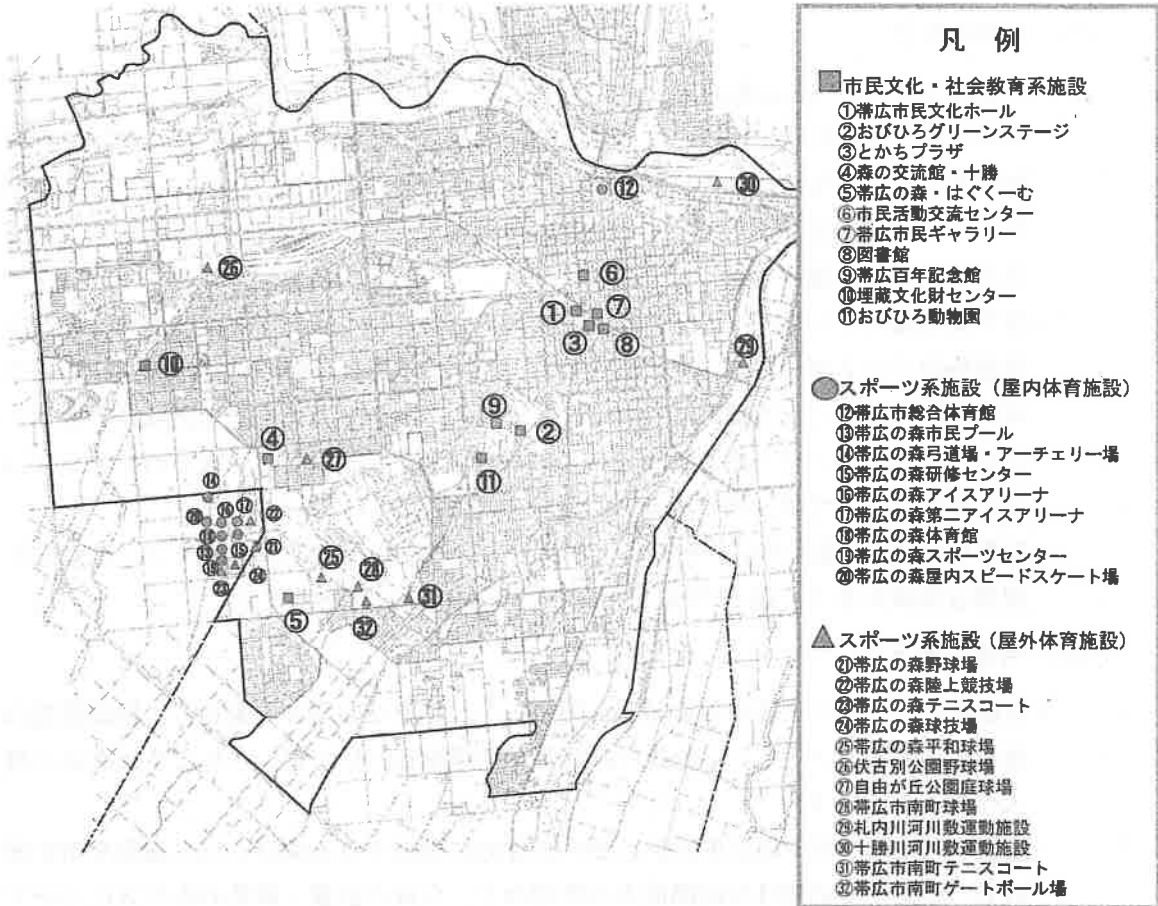 ⑫
㉚
㉖
⑥
①
⑦
③
⑧
㉙
⑩
⑨
②
④
㉗
⑪
⑭
⑳
⑯
⑰
㉒
⑮
㉑
㉕
㉘
㉓
㉔
㉛
⑤
㉜
凡 例
市民文化・社会教育系施設
①帯広市民文化ホール
②おびひろグリーンステージ
③とかちプラザ
④森の交流館・十勝
⑤帯広の森・はぐくーむ
⑥市民活動交流センター
⑦帯広市民ギャラリー
⑧図書館
⑨帯広百年記念館
⑩埋蔵文化財センター
⑪おびひろ動物園
スポーツ系施設(屋内体育施設)
⑫帯広市総合体育館
⑬帯広の森市民プール
⑭帯広の森弓道場・アーチェリー場
⑮帯広の森研修センター
⑯帯広の森アイスアリーナ
⑰帯広の森第二アイスアリーナ
⑱帯広の森体育館
⑲帯広の森スポーツセンター
⑳帯広の森屋内スピードスケート場
スポーツ系施設(屋外体育施設)
㉑帯広の森野球場
㉒帯広の森陸上競技場
㉓帯広の森テニスコート
㉔帯広の森球技場
㉕帯広の森平和球場
㉖伏古別公園野球場
㉗自由が丘公園庭球場
㉘帯広市南町球場
㉙札内川河川敷運動施設
㉚十勝川河川敷運動施設
㉛帯広市南町テニスコート
㉜帯広市南町ゲートボール場